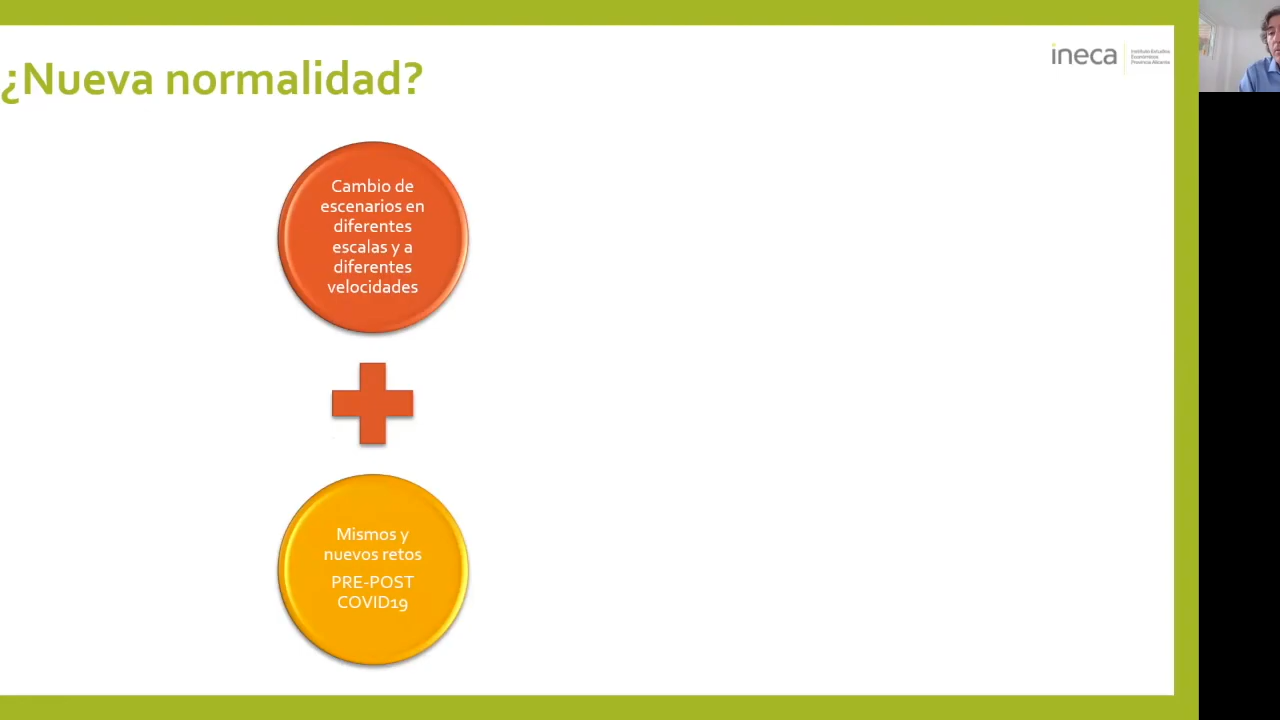 ¿Nueva normalidad?
ineca
Instituto Estudios
Económicos
Provincia Alicante
Cambio de
escenarios en
diferentes
escalas y a
diferentes
velocidades
Mismos y
nuevos retos
PRE-POST
COVID19